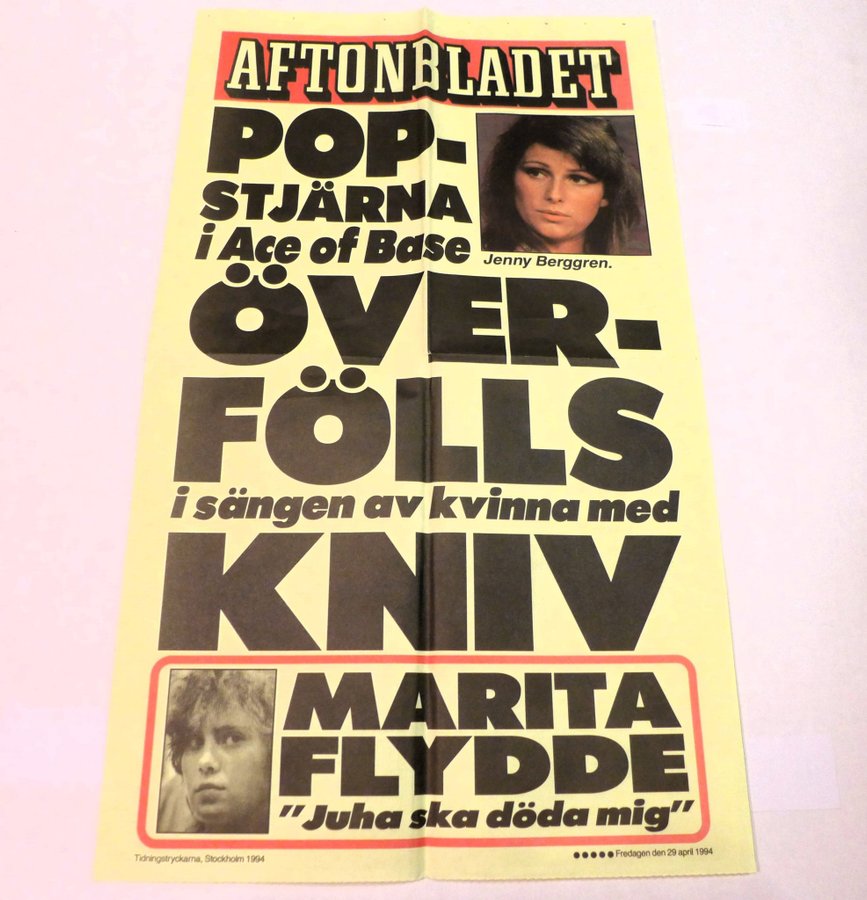 AFTONBLADET
POP-
STJÄRNA
i Ace of Base
Jenny Berggren.
ÖVER-
FÖLLS
i sängen av kvinna med
KNIV
MARITA
FLYDDE
"Juha ska döda mig"
Tidningstryckarna, Stockholm 1994
●●●●● Fredagen den 29 april 1994